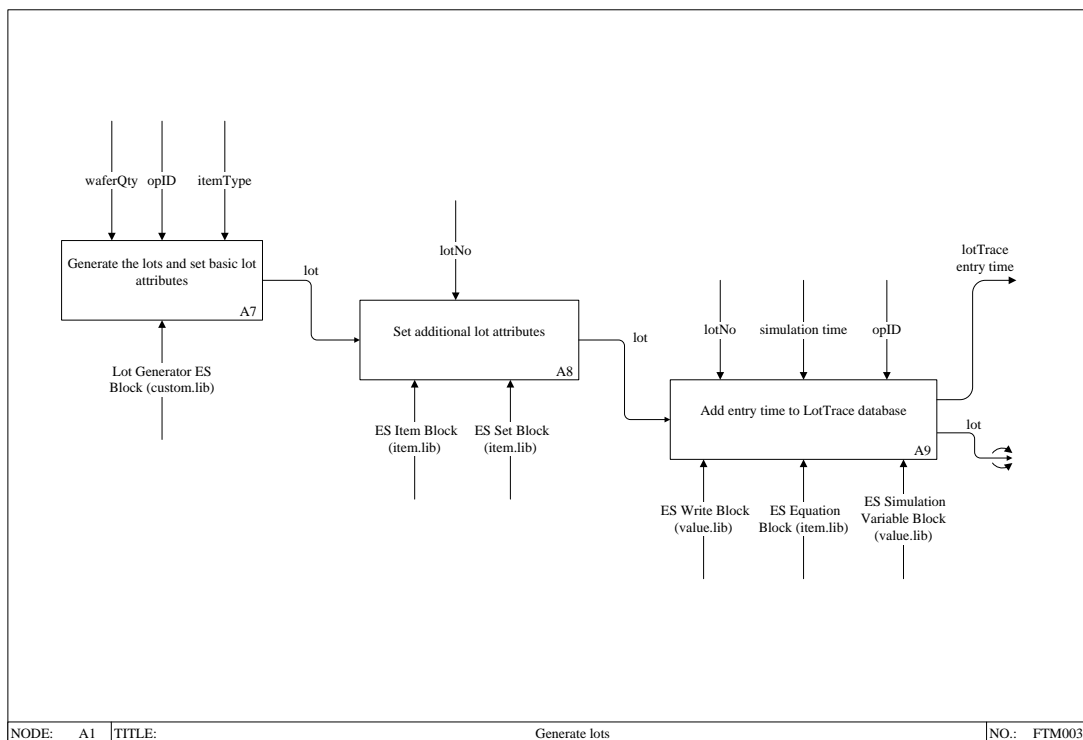 waferQty opID itemType
Generate the lots and set basic lot
attributes
A7
lot
Lot Generator ES
Block (custom.lib)
lotNo
Set additional lot attributes
A8
lot
ES Item Block
(item.lib)
ES Set Block
(item.lib)
lotNo simulation time opID
Add entry time to LotTrace database
A9
lotTrace
entry time
lot
ES Write Block
(value.lib)
ES Equation
Block (item.lib)
ES Simulation
Variable Block
(value.lib)
NODE: A1 TITLE: Generate lots NO.: FTM003